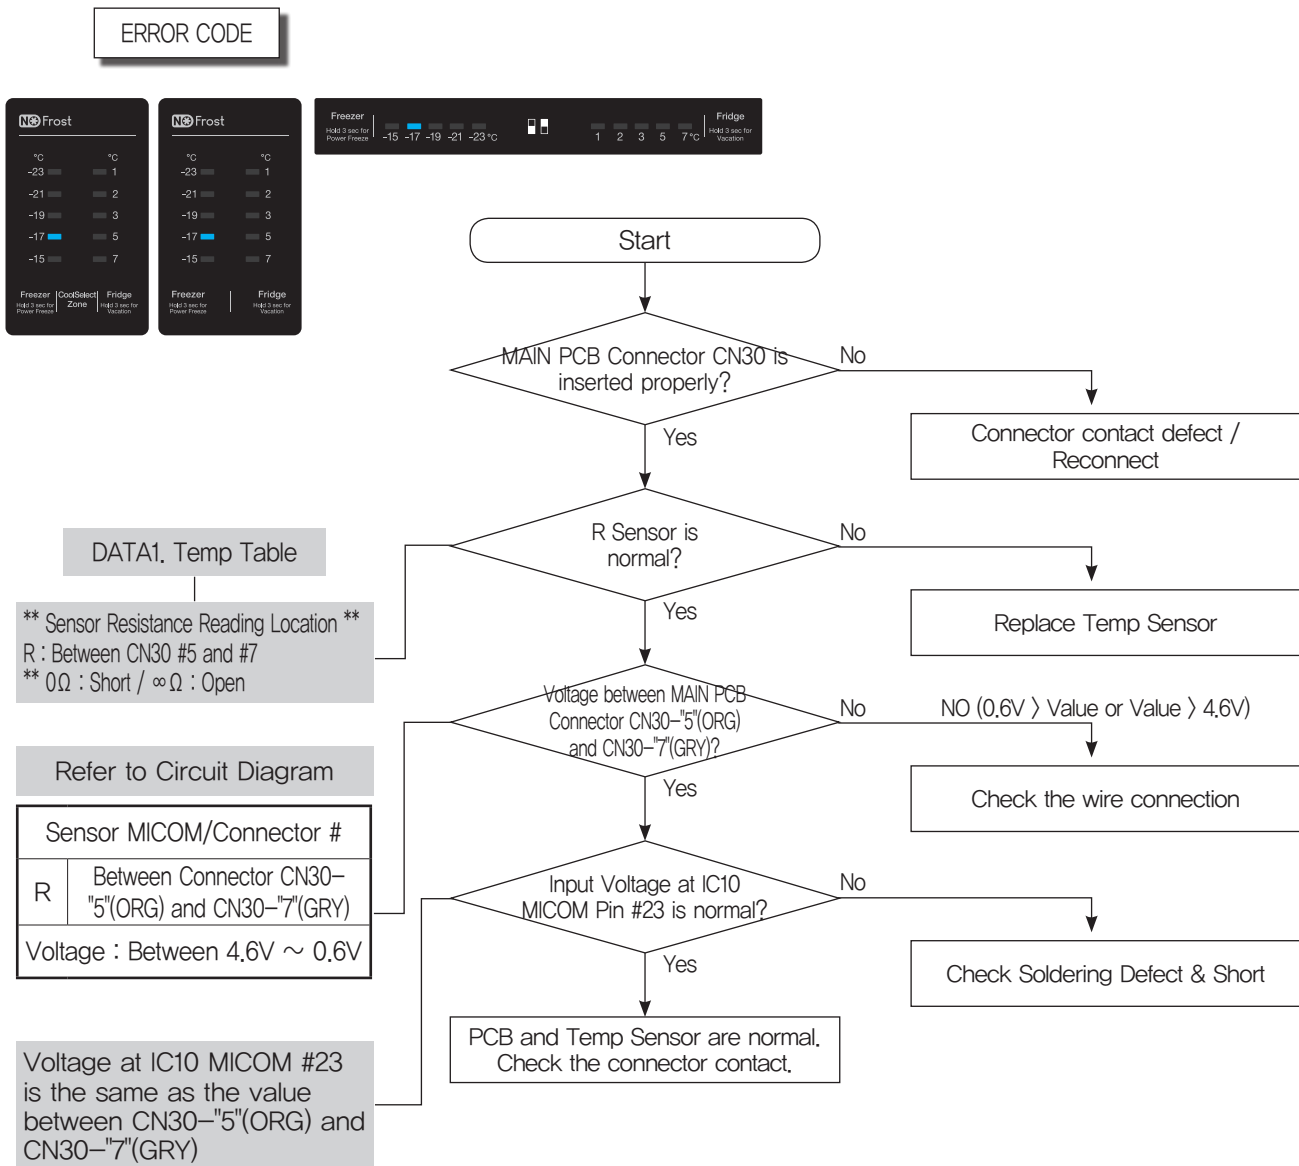 ERROR CODE
NO Frost
°C °C
-23 1
-21 2
-19 3
-17 5
-15 7
Freezer CoolSelect Zone Fridge
Hold 3 sec for Power Freeze
Hold 3 sec for Vacation
NO Frost
°C °C
-23 1
-21 2
-19 3
-17 5
-15 7
Freezer Fridge
Hold 3 sec for Power Freeze
Hold 3 sec for Vacation
Freezer
Hold 3 sec for
Power Freeze
-15 -17 -19 -21 -23 °C
1 2 3 5 7 °C
Fridge
Hold 3 sec for
Vacation
Start
MAIN PCB Connector CN30 is
inserted properly?
No
Connector contact defect /
Reconnect
Yes
R Sensor is
normal?
No
Replace Temp Sensor
DATA1. Temp Table
** Sensor Resistance Reading Location **
R : Between CN30 #5 and #7
** 0Ω : Short / ∞Ω : Open
Yes
Voltage between MAIN PCB
Connector CN30-"5"(ORG)
and CN30-"7"(GRY)?
No
NO (0.6V > Value or Value > 4.6V)
Check the wire connection
Refer to Circuit Diagram
Sensor MICOM/Connector #
R
Between Connector CN30-
"5"(ORG) and CN30-"7"(GRY)
Voltage : Between 4.6V ~ 0.6V
Yes
Input Voltage at IC10
MICOM Pin #23 is normal?
No
Check Soldering Defect & Short
Yes
PCB and Temp Sensor are normal.
Check the connector contact.
Voltage at IC10 MICOM #23
is the same as the value
between CN30-"5"(ORG) and
CN30-"7"(GRY)